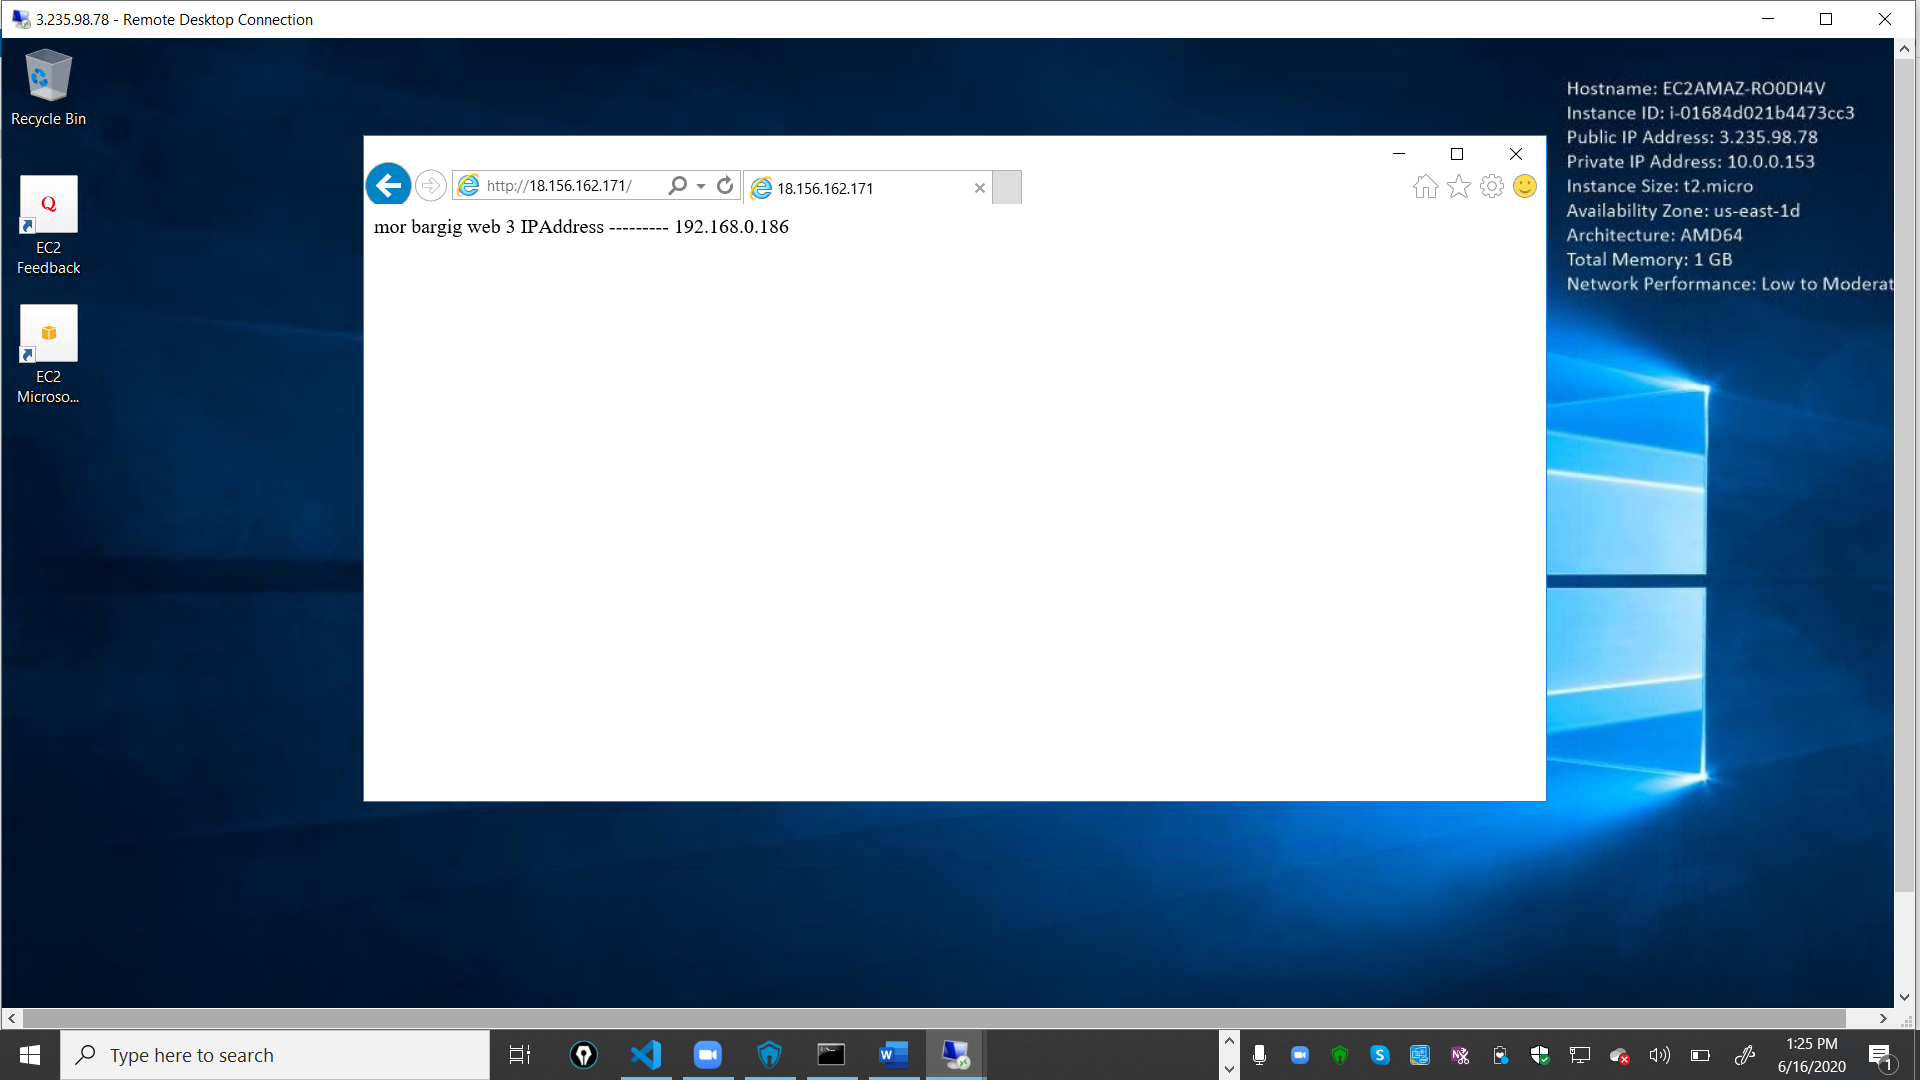 3.235.98.78 - Remote Desktop Connection
Recycle Bin
EC2
Feedback
EC2
Microso...
Hostname: EC2AMAZ-RO0DI4V
Instance ID: i-01684d021b4473cc3
Public IP Address: 3.235.98.78
Private IP Address: 10.0.0.153
Instance Size: t2.micro
Availability Zone: us-east-1d
Architecture: AMD64
Total Memory: 1 GB
Network Performance: Low to Moderat
http://18.156.162.171/
18.156.162.171
mor bargig web 3 IPAddress --------- 192.168.0.186
Type here to search
1:25 PM
6/16/2020
1